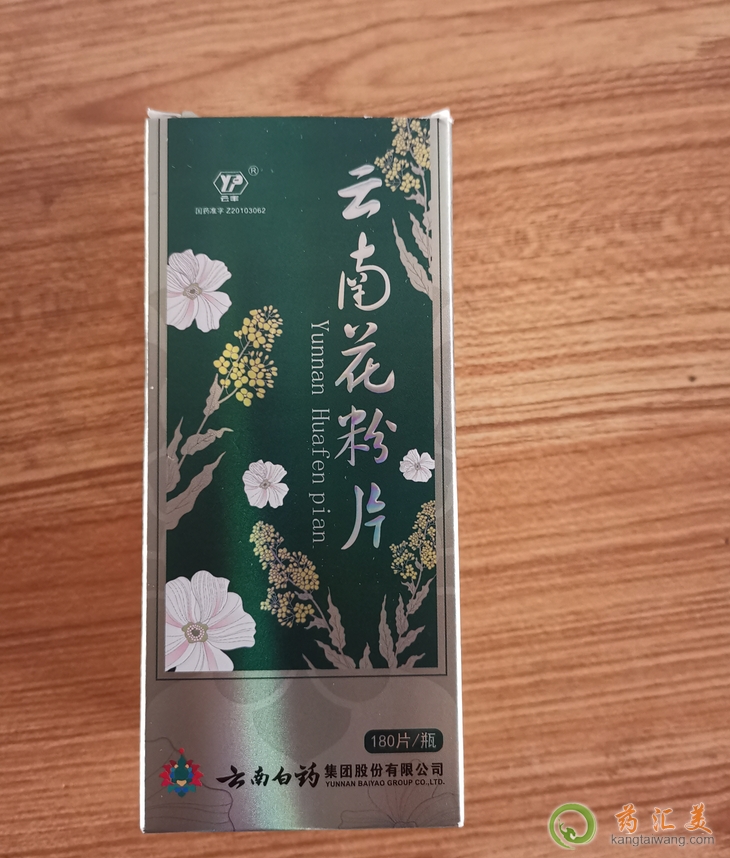 YP
云丰
®
国药准字 Z20103062
云南花粉片
Yunnan Huafen pian
180片/瓶
云南白药 集团股份有限公司
YUNNAN BAIYAO GROUP CO.,LTD.
药汇美
kangtaiwang.com